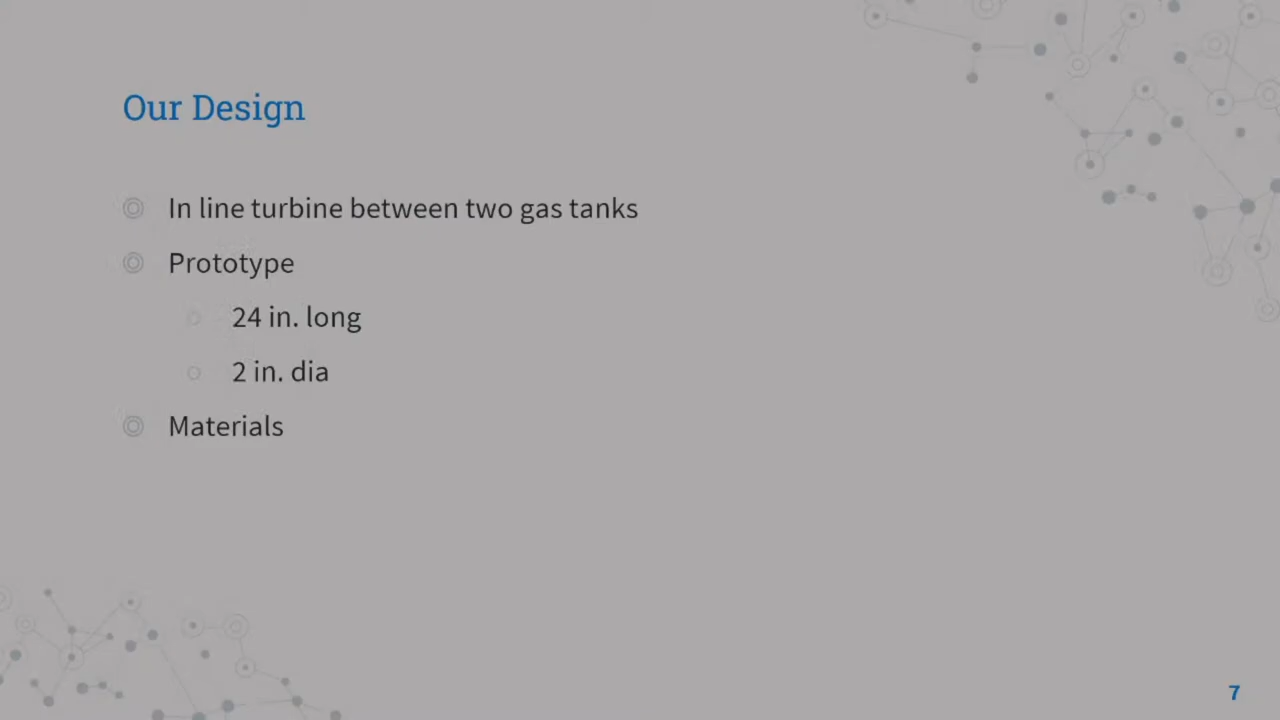 Our Design
In line turbine between two gas tanks
Prototype
24 in. long
2 in. dia
Materials
7